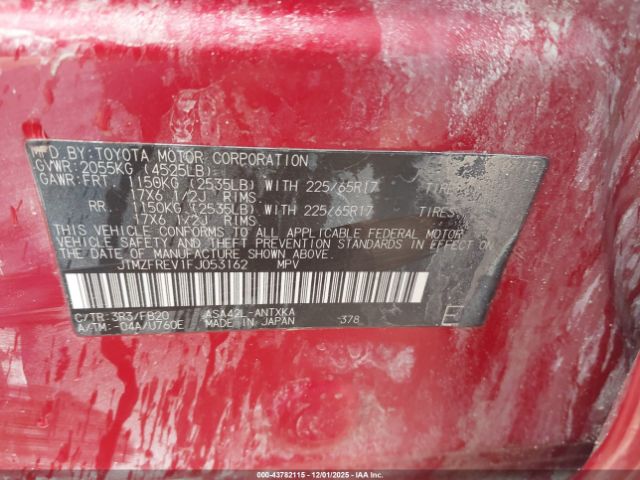 MFD BY: TOYOTA MOTOR CORPORATION
GVWR: 2055KG (4525LB)
GAWR: FRT. 1150KG (2535LB) WITH 225/65R17 TIRES
17X6 1/2J RIMS.
RR. 1150KG (2535LB) WITH 225/65R17 TIRES
17X6 1/2J RIMS.
THIS VEHICLE CONFORMS TO ALL APPLICABLE FEDERAL MOTOR
VEHICLE SAFETY AND THEFT PREVENTION STANDARDS IN EFFECT ON
THE DATE OF MANUFACTURE SHOWN ABOVE.
JTMZFREV1FJ053162 MPV
C/TR: 3R3/FB20 ASA42L-ANTXKA
A/TM: -04A/U760E MADE IN JAPAN -378 E
000-43782115 - 12/01/2025 - IAAI.COM